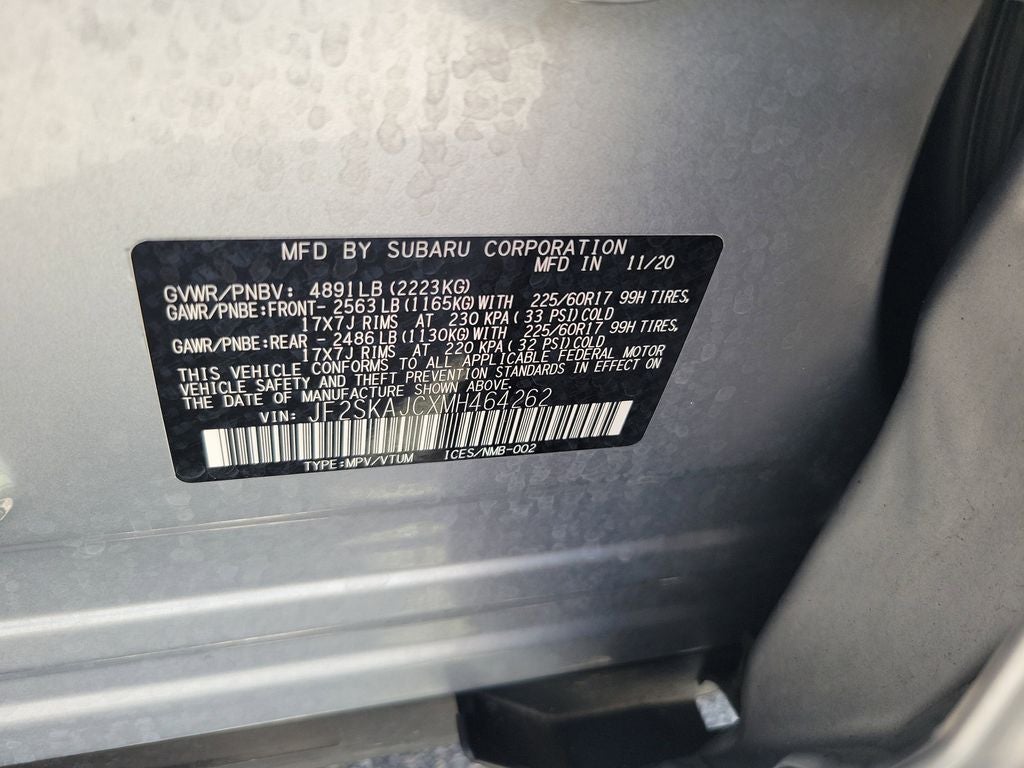 MFD BY SUBARU CORPORATION
MFD IN 11/20
GVWR/PNBV: 4891LB (2223KG)
GAWR/PNBE:FRONT- 2563LB(1165KG)WITH 225/60R17 99H TIRES,
17X7J RIMS AT 230 KPA( 33 PSI)COLD
GAWR/PNBE:REAR - 2486LB(1130KG)WITH 225/60R17 99H TIRES,
17X7J RIMS AT 220 KPA( 32 PSI)COLD
THIS VEHICLE CONFORMS TO ALL APPLICABLE FEDERAL MOTOR
VEHICLE SAFETY AND THEFT PREVENTION STANDARDS IN EFFECT ON
THE DATE OF MANUFACTURE SHOWN ABOVE.
VIN: JF2SKAJCXMH464262
TYPE:MPV/VTUM ICES/NMB-002